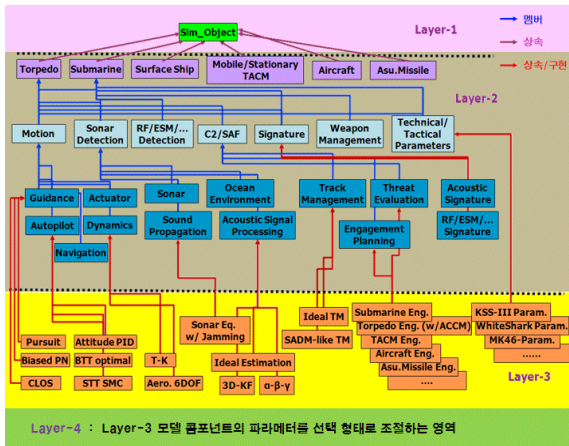 Sim_Object
Layer-1
멤버
상속
상속/구현
Torpedo
Submarine
Surface Ship
Mobile/Stationary
TACM
Aircraft
Asu.Missile
Layer-2
Motion
Sonar
Detection
RF/ESM/...
Detection
C2/SAF
Signature
Weapon
Management
Technical/
Tactical
Parameters
Guidance
Actuator
Sonar
Ocean
Environment
Track
Management
Threat
Evaluation
Acoustic
Signature
Autopilot
Dynamics
Sound
Propagation
Acoustic Signal
Processing
Engagement
Planning
RF/ESM/...
Signature
Navigation
Pursuit
Attitude PID
Biased PN
BTT optimal
T-K
CLOS
STT SMC
Aero. 6DOF
Sonar Eq.
w/ Jamming
Ideal Estimation
3D-KF
α-β-γ
Ideal TM
SADM-like TM
Submarine Eng.
Torpedo Eng. (w/ACCM)
TACM Eng.
Aircraft Eng.
Asu.Missile Eng.
....
KSS-III Param.
WhiteShark Param.
MK46-Param.
......
Layer-3
Layer-4 : Layer-3 모델 콤포넌트의 파라메터를 선택 형태로 조절하는 영역